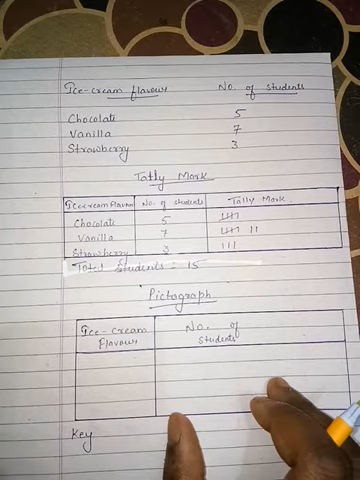 Ice-cream flavour No. of students
Chocolate 5
Vanilla 7
Strawberry 3
Tally Mark
Ice-cream Flavour No. of students Tally Mark
Chocolate 5 𝍸
Vanilla 7 𝍸 ||
Strawberry 3 |||
Total Students = 15
Pictograph
Ice-cream No. of
Flavours Students
Key